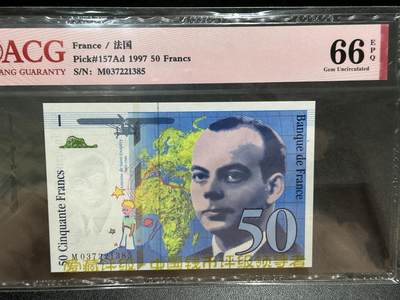 ACG
ANG GUARANTY
France / 法国
Pick#157Ad 1997 50 Francs
S/N: M037221385
66 EPQ
Gem Uncirculated
Banque de France
50 Cinquante Francs
50
M 037221385